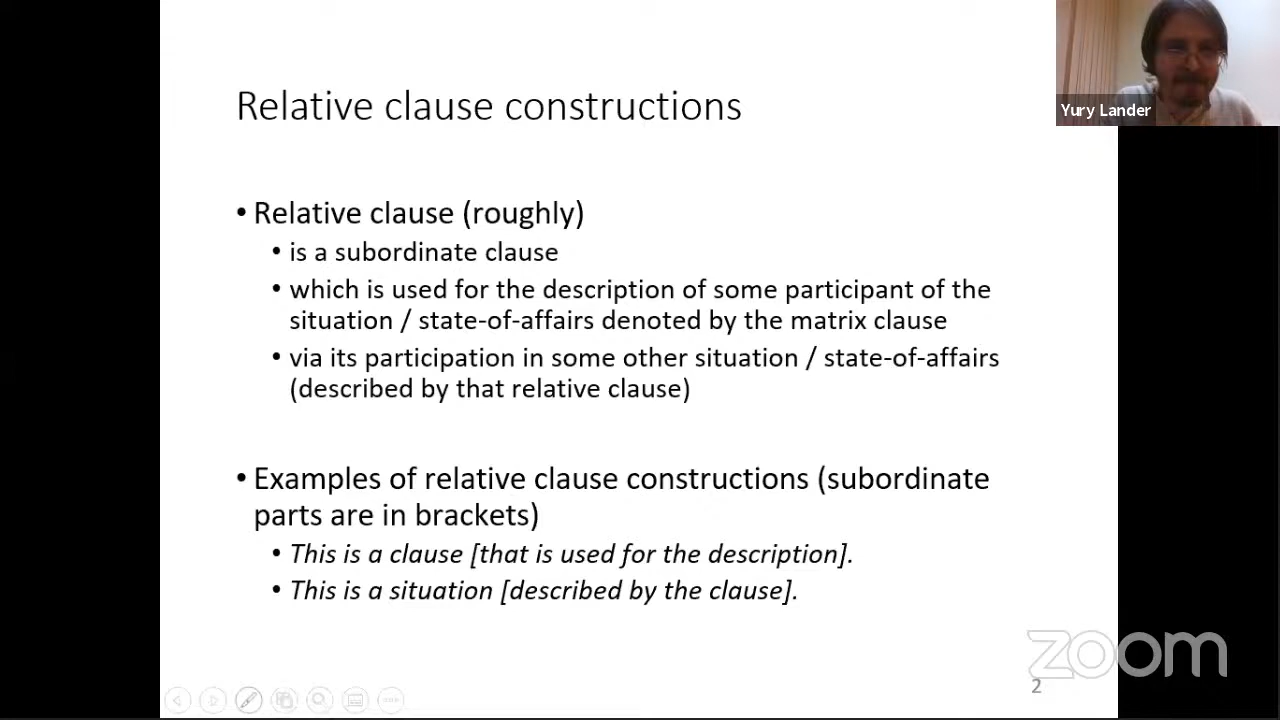 Relative clause constructions
Yury Lander
• Relative clause (roughly)
• is a subordinate clause
• which is used for the description of some participant of the
situation / state-of-affairs denoted by the matrix clause
• via its participation in some other situation / state-of-affairs
(described by that relative clause)
• Examples of relative clause constructions (subordinate
parts are in brackets)
• This is a clause [that is used for the description].
• This is a situation [described by the clause].
zoom
2